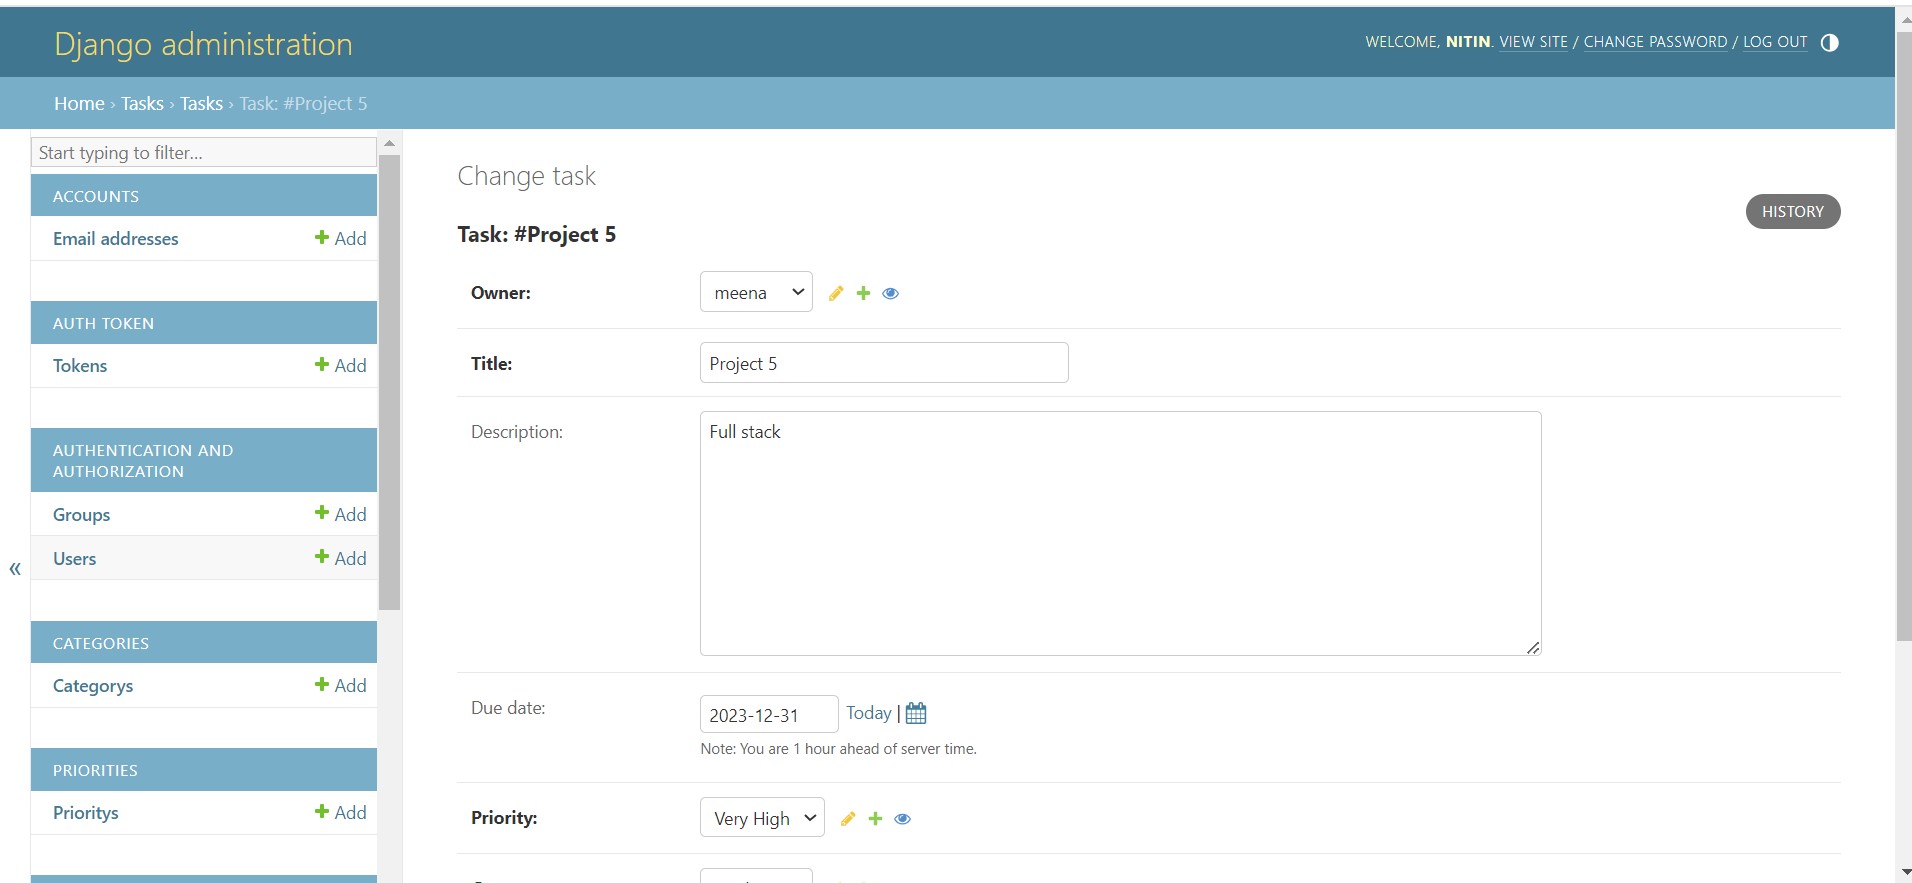 Django administration
WELCOME, NITIN. VIEW SITE / CHANGE PASSWORD / LOG OUT
Home › Tasks › Tasks › Task: #Project 5
Start typing to filter...
ACCOUNTS
Email addresses Add
AUTH TOKEN
Tokens Add
AUTHENTICATION AND
AUTHORIZATION
Groups Add
Users Add
«
CATEGORIES
Categorys Add
PRIORITIES
Prioritys Add
Change task
HISTORY
Task: #Project 5
Owner: meena
Title: Project 5
Description: Full stack
Due date: 2023-12-31 Today |
Note: You are 1 hour ahead of server time.
Priority: Very High